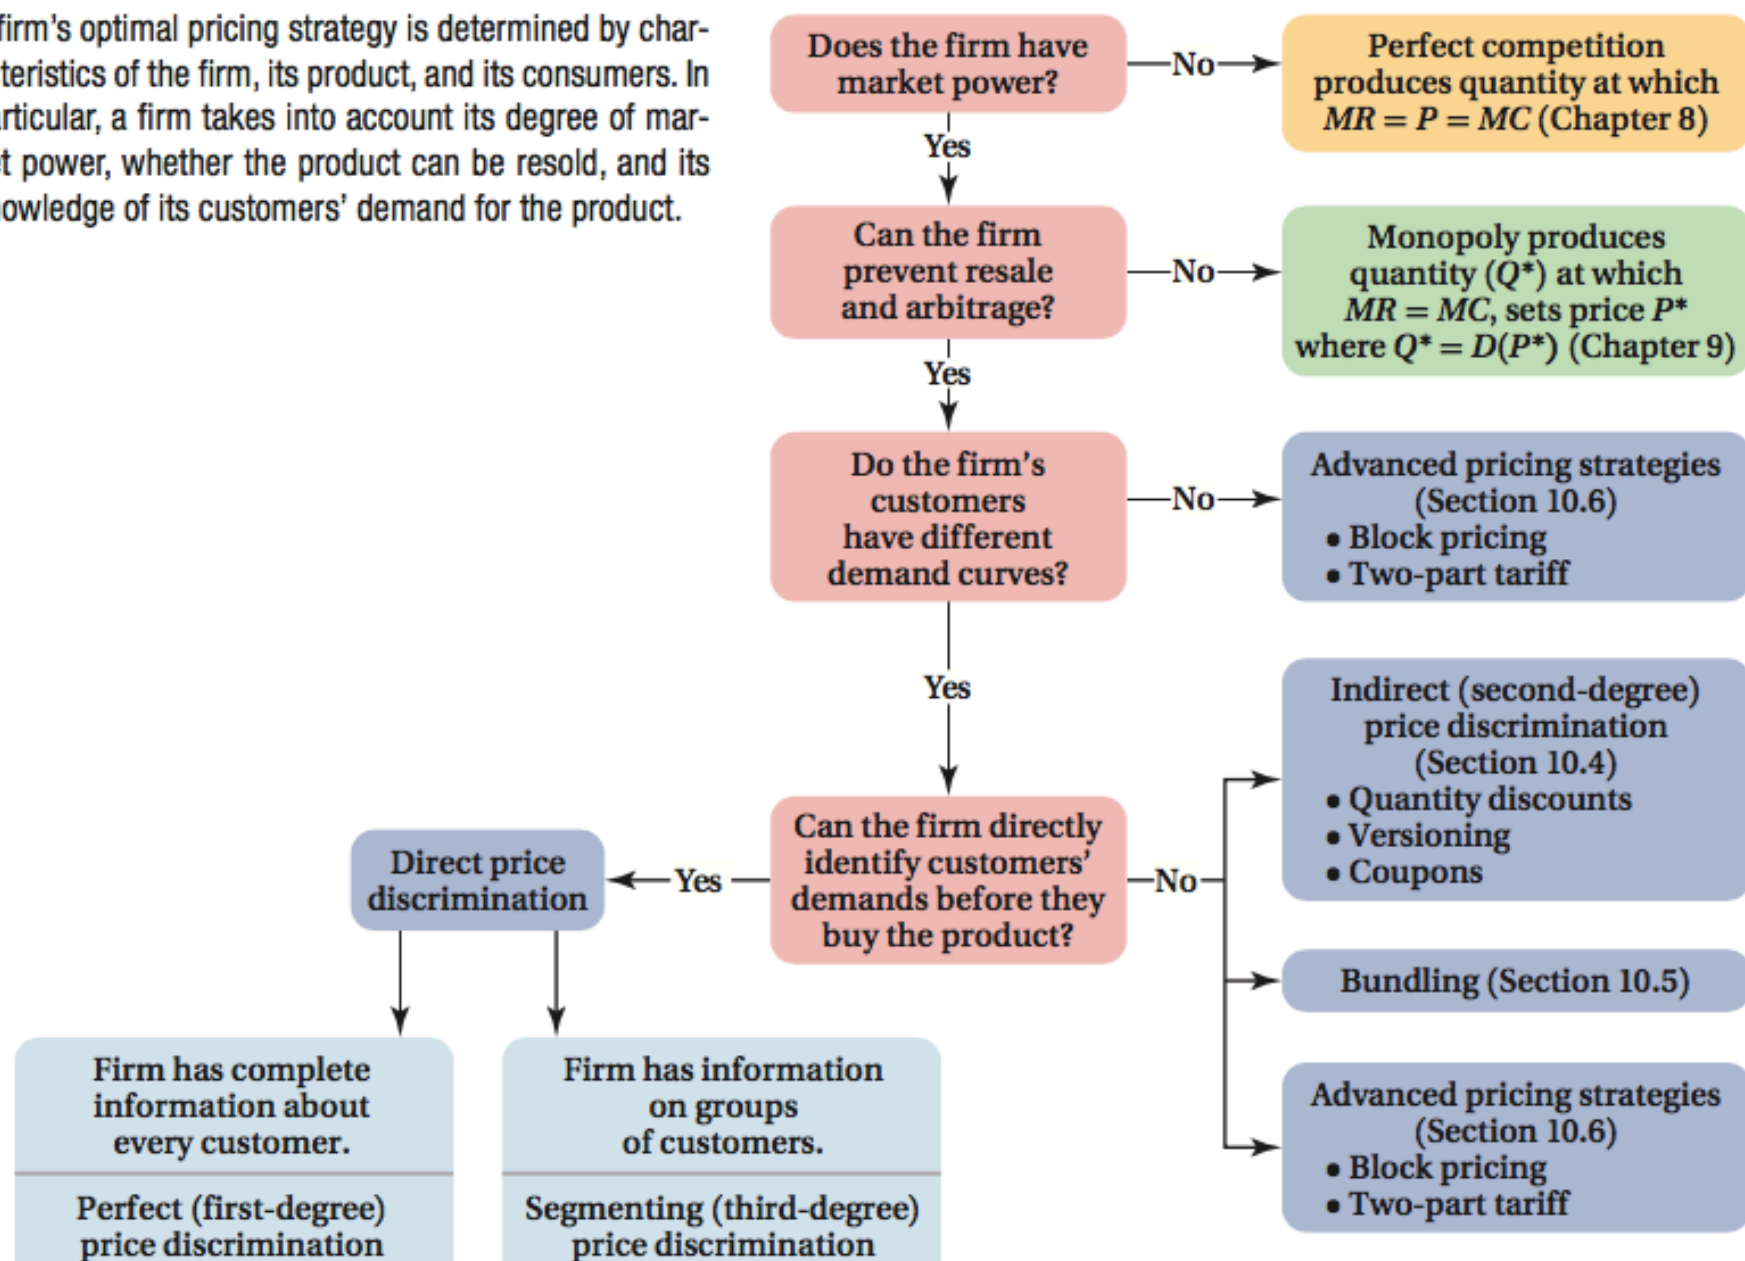 firm's optimal pricing strategy is determined by char-
teristics of the firm, its product, and its consumers. In
rticular, a firm takes into account its degree of mar-
t power, whether the product can be resold, and its
owledge of its customers' demand for the product.
Does the firm have
market power?
No
Perfect competition
produces quantity at which
MR = P = MC (Chapter 8)
Yes
Can the firm
prevent resale
and arbitrage?
No
Monopoly produces
quantity (Q*) at which
MR = MC, sets price P*
where Q* = D(P*) (Chapter 9)
Yes
Do the firm's
customers
have different
demand curves?
No
Advanced pricing strategies
(Section 10.6)
• Block pricing
• Two-part tariff
Yes
Can the firm directly
identify customers'
demands before they
buy the product?
No
Indirect (second-degree)
price discrimination
(Section 10.4)
• Quantity discounts
• Versioning
• Coupons
Bundling (Section 10.5)
Advanced pricing strategies
(Section 10.6)
• Block pricing
• Two-part tariff
Yes
Direct price
discrimination
Firm has complete
information about
every customer.
Perfect (first-degree)
price discrimination
Firm has information
on groups
of customers.
Segmenting (third-degree)
price discrimination